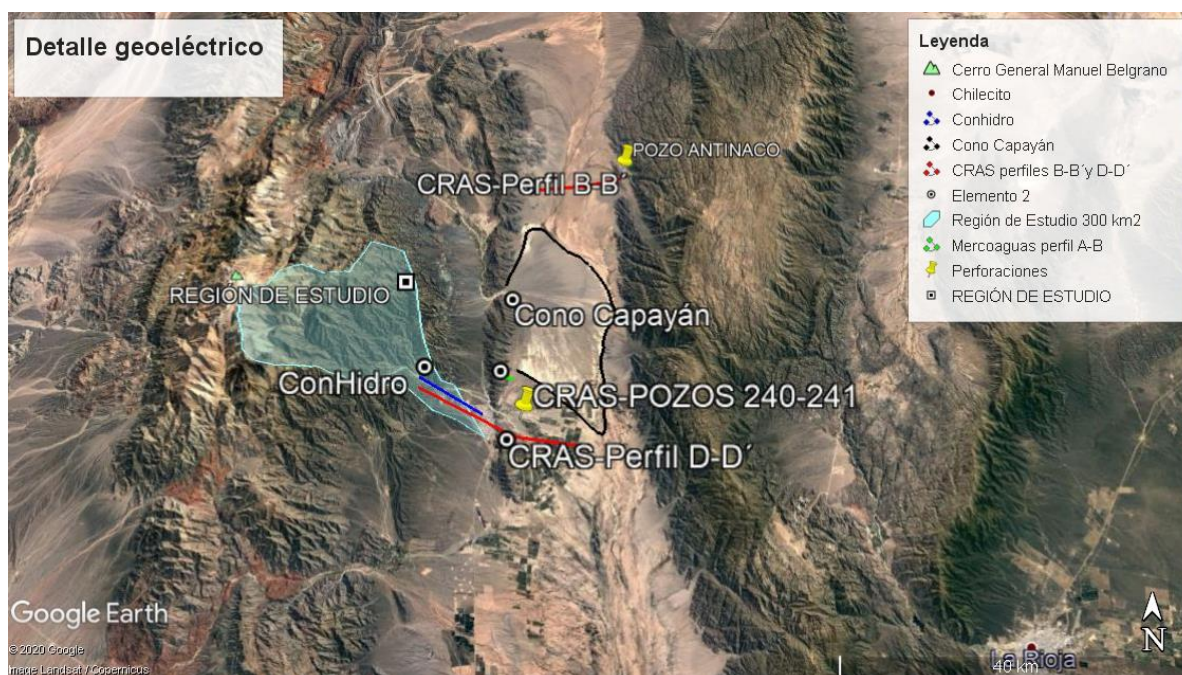 Detalle geoeléctrico
Leyenda
Cerro General Manuel Belgrano
Chilecito
Conhidro
Cono Capayán
CRAS perfiles B-B´y D-D´
Elemento 2
Región de Estudio 300 km2
Mercoaguas perfil A-B
Perforaciones
REGIÓN DE ESTUDIO
POZO ANTINACO
CRAS-Perfil B-B´
REGIÓN DE ESTUDIO
Cono Capayán
ConHidro
CRAS-POZOS 240-241
CRAS-Perfil D-D´
Google Earth
© 2020 Google
Image Landsat / Copernicus
La Rioja
40 km
N